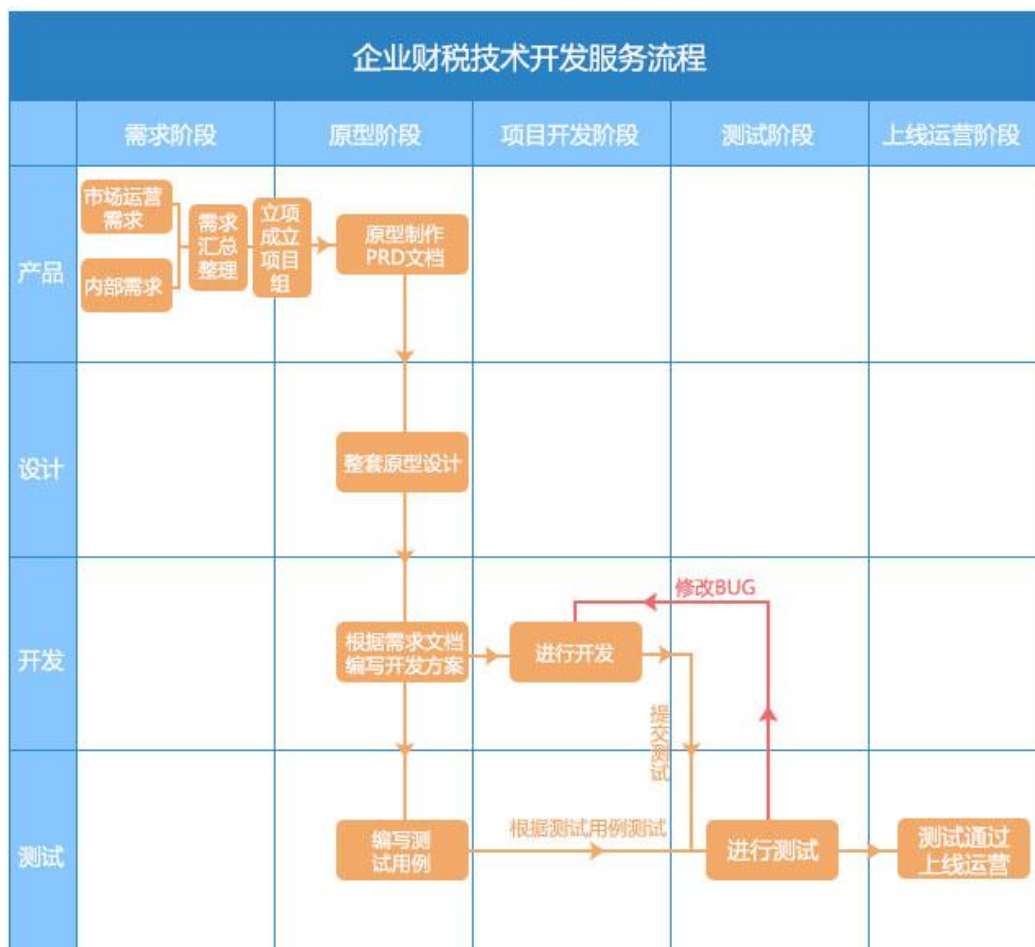 企业财税技术开发服务流程
需求阶段
原型阶段
项目开发阶段
测试阶段
上线运营阶段
产品
市场运营
需求
内部需求
需求
汇总
整理
立项
成立
项目
组
原型制作
PRD文档
设计
整套原型设计
开发
根据需求文档
编写开发方案
进行开发
修改BUG
提交测试
测试
编写测
试用例
根据测试用例测试
进行测试
测试通过
上线运营